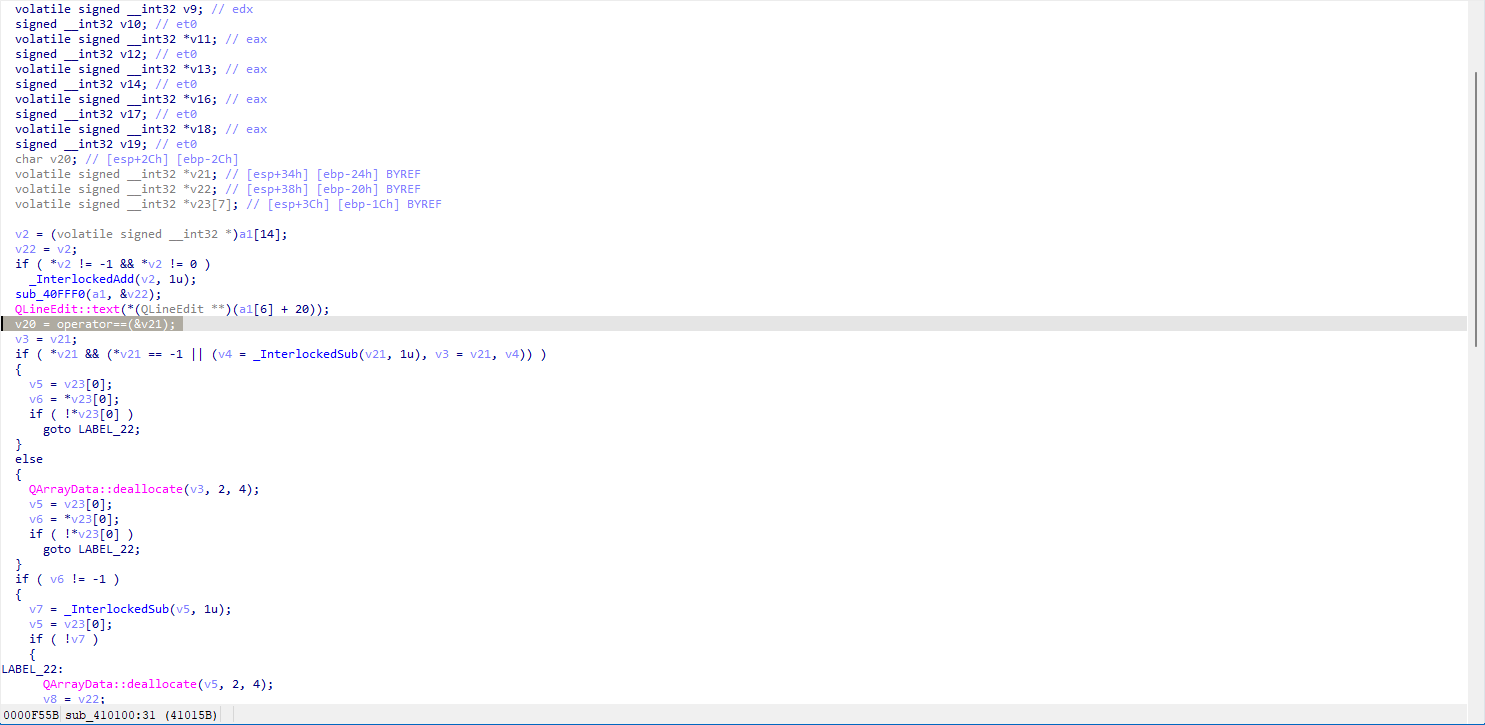 volatile signed __int32 v9; // edx
signed __int32 v10; // et0
volatile signed __int32 *v11; // eax
signed __int32 v12; // et0
volatile signed __int32 *v13; // eax
signed __int32 v14; // et0
volatile signed __int32 *v16; // eax
signed __int32 v17; // et0
volatile signed __int32 *v18; // eax
signed __int32 v19; // et0
char v20; // [esp+2Ch] [ebp-2Ch]
volatile signed __int32 *v21; // [esp+34h] [ebp-24h] BYREF
volatile signed __int32 *v22; // [esp+38h] [ebp-20h] BYREF
volatile signed __int32 *v23[7]; // [esp+3Ch] [ebp-1Ch] BYREF
v2 = (volatile signed __int32 *)a1[14];
v22 = v2;
if ( *v2 != -1 && *v2 != 0 )
_InterlockedAdd(v2, 1u);
sub_40FFF0(a1, &v22);
QLineEdit::text(*(QLineEdit **)(a1[6] + 20));
v20 = operator==(&v21);
v3 = v21;
if ( *v21 && (*v21 == -1 || (v4 = _InterlockedSub(v21, 1u), v3 = v21, v4)) )
{
v5 = v23[0];
v6 = *v23[0];
if ( !*v23[0] )
goto LABEL_22;
}
else
{
QArrayData::deallocate(v3, 2, 4);
v5 = v23[0];
v6 = *v23[0];
if ( !*v23[0] )
goto LABEL_22;
}
if ( v6 != -1 )
{
v7 = _InterlockedSub(v5, 1u);
v5 = v23[0];
if ( !v7 )
{
LABEL_22:
QArrayData::deallocate(v5, 2, 4);
v8 = v22;
0000F55B sub_410100:31 (41015B)